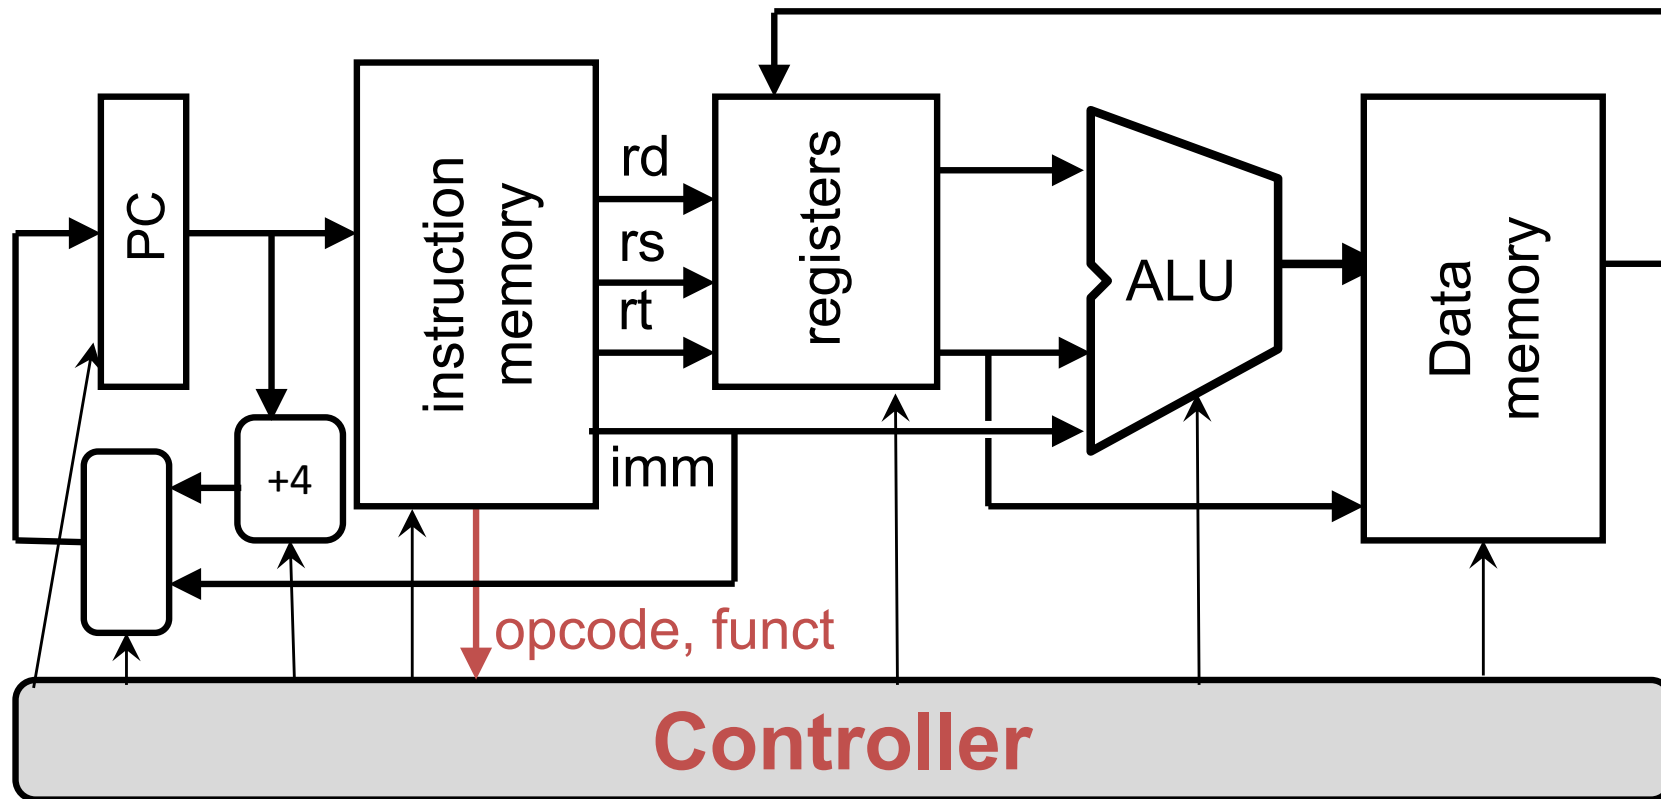 PC
instruction
memory
rd
rs
rt
imm
registers
ALU
Data
memory
+4
opcode, funct
Controller